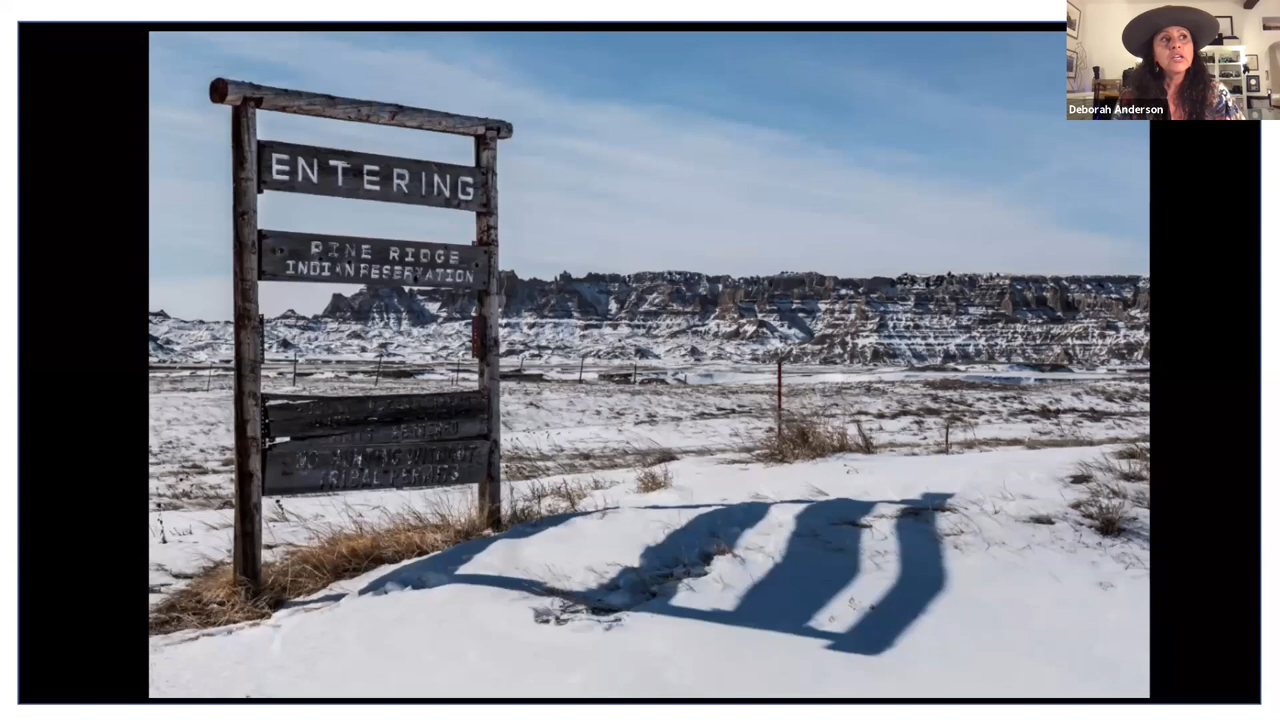 ENTERING
PINE RIDGE
INDIAN RESERVATION
NO HUNTING WITHOUT
TRIBAL PERMITS
Deborah Anderson